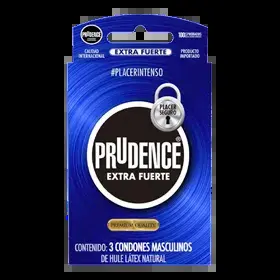 PRUDENCE
CALIDAD
INTERNACIONAL
EXTRA FUERTE
PRODUCTO
IMPORTADO
#PLACERINTENSO
PLACER
SEGURO
PRUDENCE
EXTRA FUERTE
PREMIUM QUALITY
CONTENIDO: 3 CONDONES MASCULINOS
DE HULE LÁTEX NATURAL